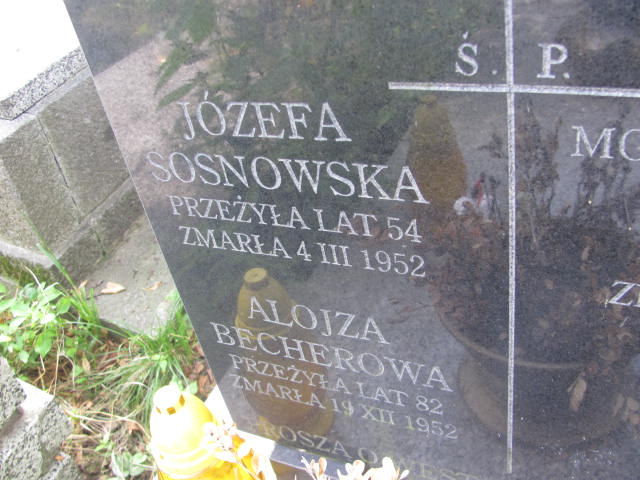 Ś. P.
JÓZEFA
SOSNOWSKA
PRZEŻYŁA LAT 54
ZMARŁA 4 III 1952
ALOJZA
BECHEROWA
PRZEŻYŁA LAT 82
ZMARŁA 19 XII 1952